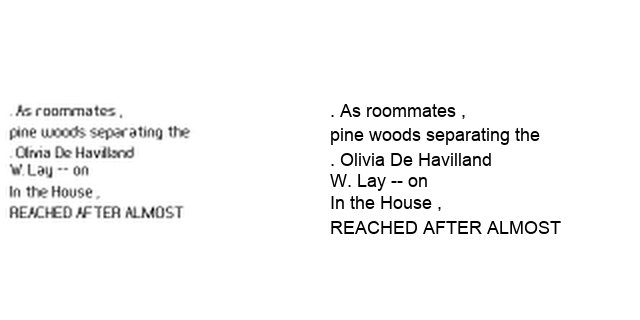 . As roommates ,
pine woods separating the
. Olivia De Havilland
W. Lay -- on
In the House ,
REACHED AFTER ALMOST
. As roommates ,
pine woods separating the
. Olivia De Havilland
W. Lay -- on
In the House ,
REACHED AFTER ALMOST